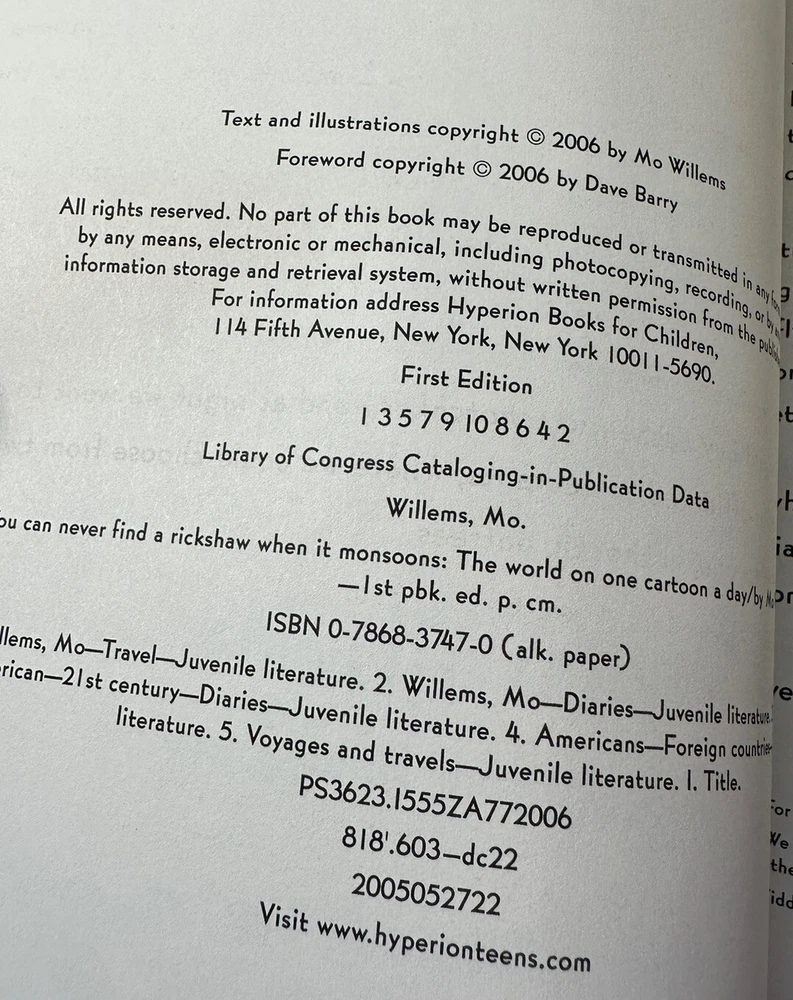 Text and illustrations copyright © 2006 by Mo Willems
Foreword copyright © 2006 by Dave Barry
All rights reserved. No part of this book may be reproduced or transmitted in any
by any means, electronic or mechanical, including photocopying, recording, or by
information storage and retrieval system, without written permission from the
For information address Hyperion Books for Children,
114 Fifth Avenue, New York, New York 10011-5690.
First Edition
1 3 5 7 9 10 8 6 4 2
Library of Congress Cataloging-in-Publication Data
Willems, Mo.
ou can never find a rickshaw when it monsoons: The world on one cartoon a day/by
—1st pbk. ed. p. cm.
ISBN 0-7868-3747-0 (alk. paper)
llems, Mo—Travel—Juvenile literature. 2. Willems, Mo—Diaries—Juvenile literature.
rican—21st century—Diaries—Juvenile literature. 4. Americans—Foreign countries—
literature. 5. Voyages and travels—Juvenile literature. I. Title.
PS3623.I555ZA772006
818'.603—dc22
2005052722
Visit www.hyperionteens.com